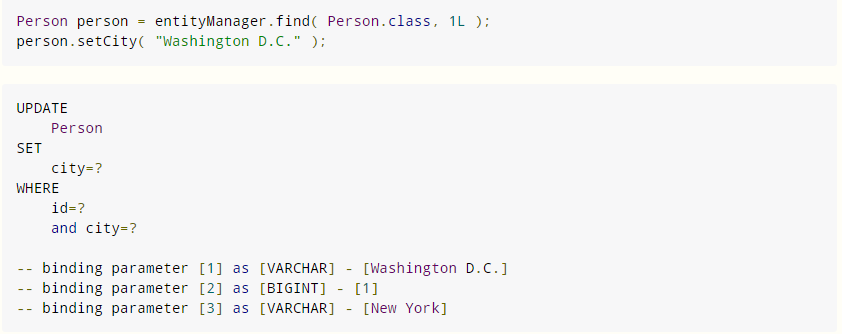 Person person = entityManager.find( Person.class, 1L );
person.setCity( "Washington D.C." );
UPDATE
    Person
SET
    city=?
WHERE
    id=?
    and city=?
-- binding parameter [1] as [VARCHAR] - [Washington D.C.]
-- binding parameter [2] as [BIGINT] - [1]
-- binding parameter [3] as [VARCHAR] - [New York]